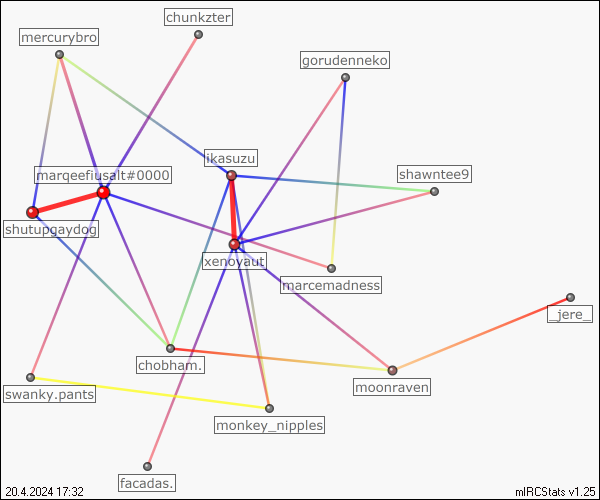 chunkzter
mercurybro
gorudenneko
ikasuzu
marqeefiusalt#0000
shawntee9
shutupgaydog
xenoyaut
marcemadness
_jere_
chobham.
moonraven
swanky.pants
monkey_nipples
facadas.
20.4.2024 17:32
mIRCStats v1.25